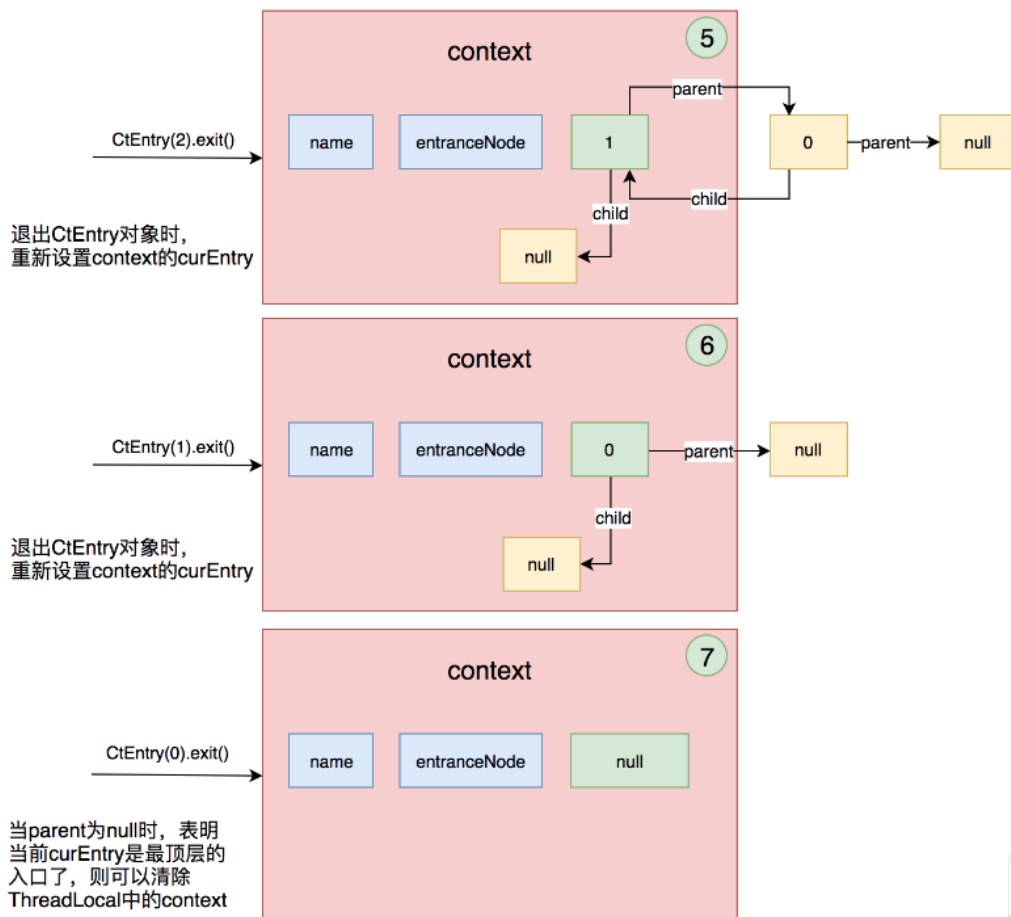 context
5
parent
CtEntry(2).exit()
name
entranceNode
1
0
parent
null
child
child
退出CtEntry对象时，
重新设置context的curEntry
null
context
6
CtEntry(1).exit()
name
entranceNode
0
parent
null
child
退出CtEntry对象时，
重新设置context的curEntry
null
context
7
CtEntry(0).exit()
name
entranceNode
null
当parent为null时，表明
当前curEntry是最顶层的
入口了，则可以清除
ThreadLocal中的context